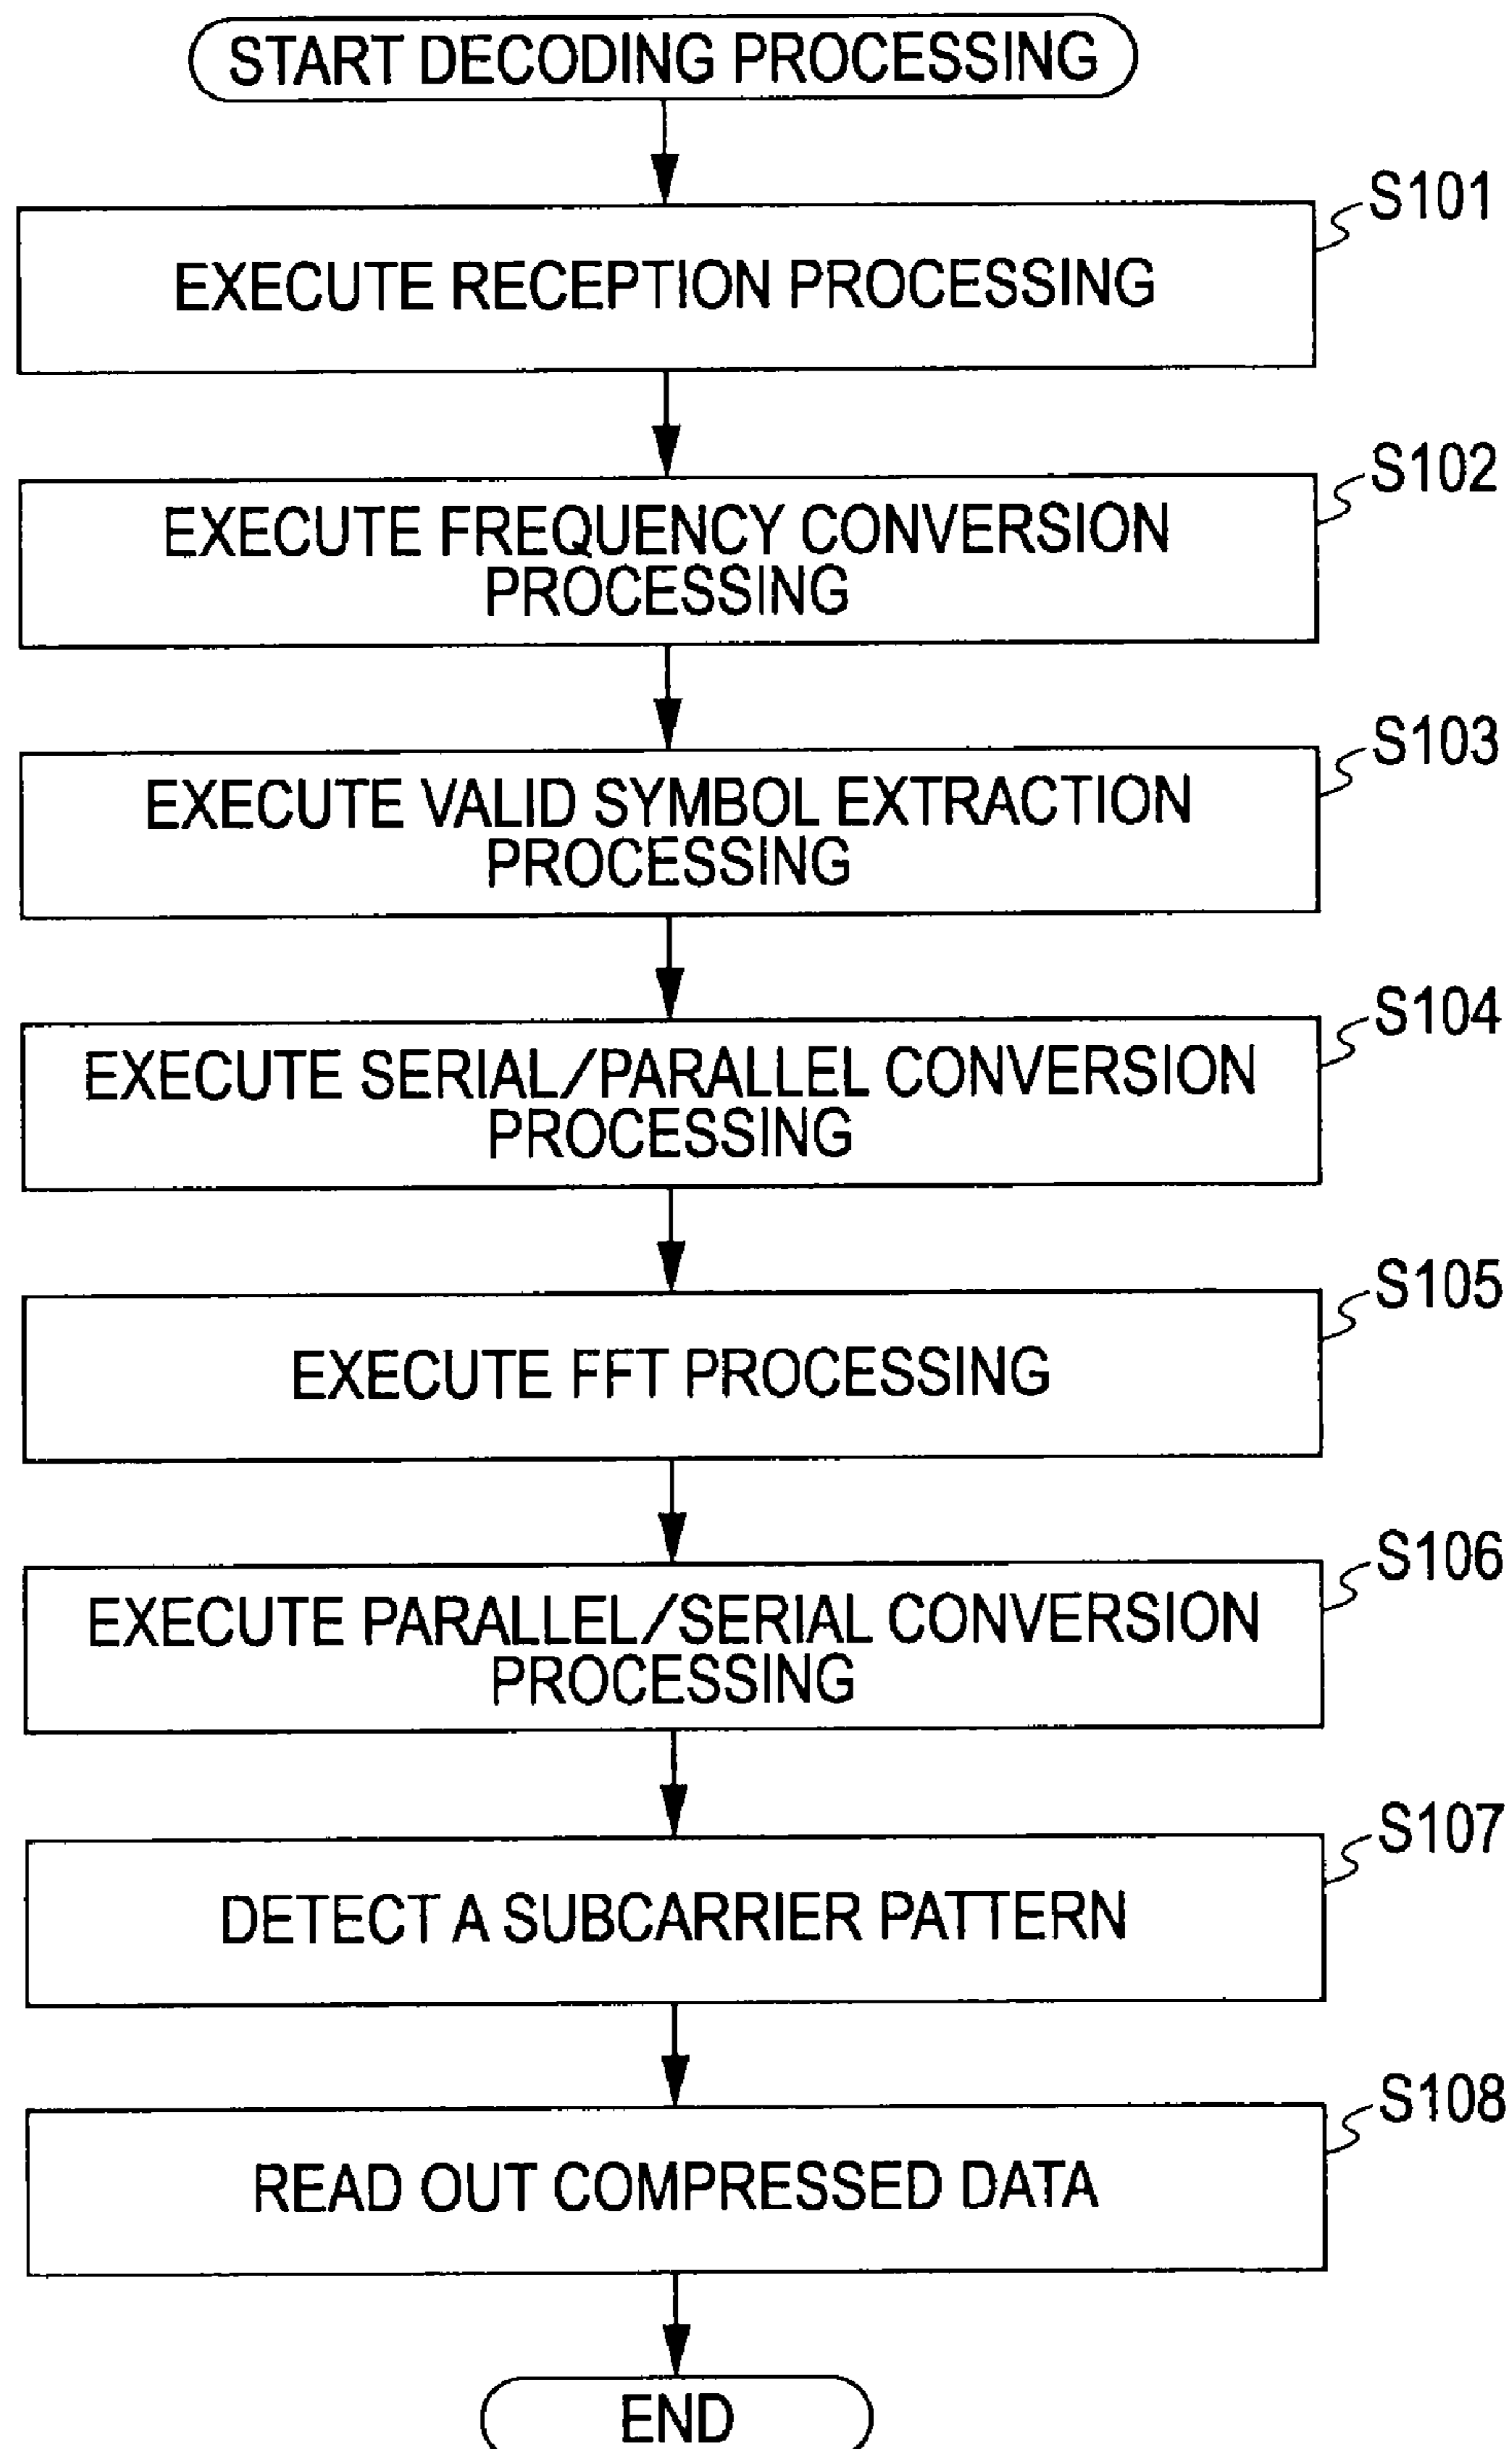 START DECODING PROCESSING
S101
EXECUTE RECEPTION PROCESSING
S102
EXECUTE FREQUENCY CONVERSION
PROCESSING
S103
EXECUTE VALID SYMBOL EXTRACTION
PROCESSING
S104
EXECUTE SERIAL/PARALLEL CONVERSION
PROCESSING
S105
EXECUTE FFT PROCESSING
S106
EXECUTE PARALLEL/SERIAL CONVERSION
PROCESSING
S107
DETECT A SUBCARRIER PATTERN
S108
READ OUT COMPRESSED DATA
END